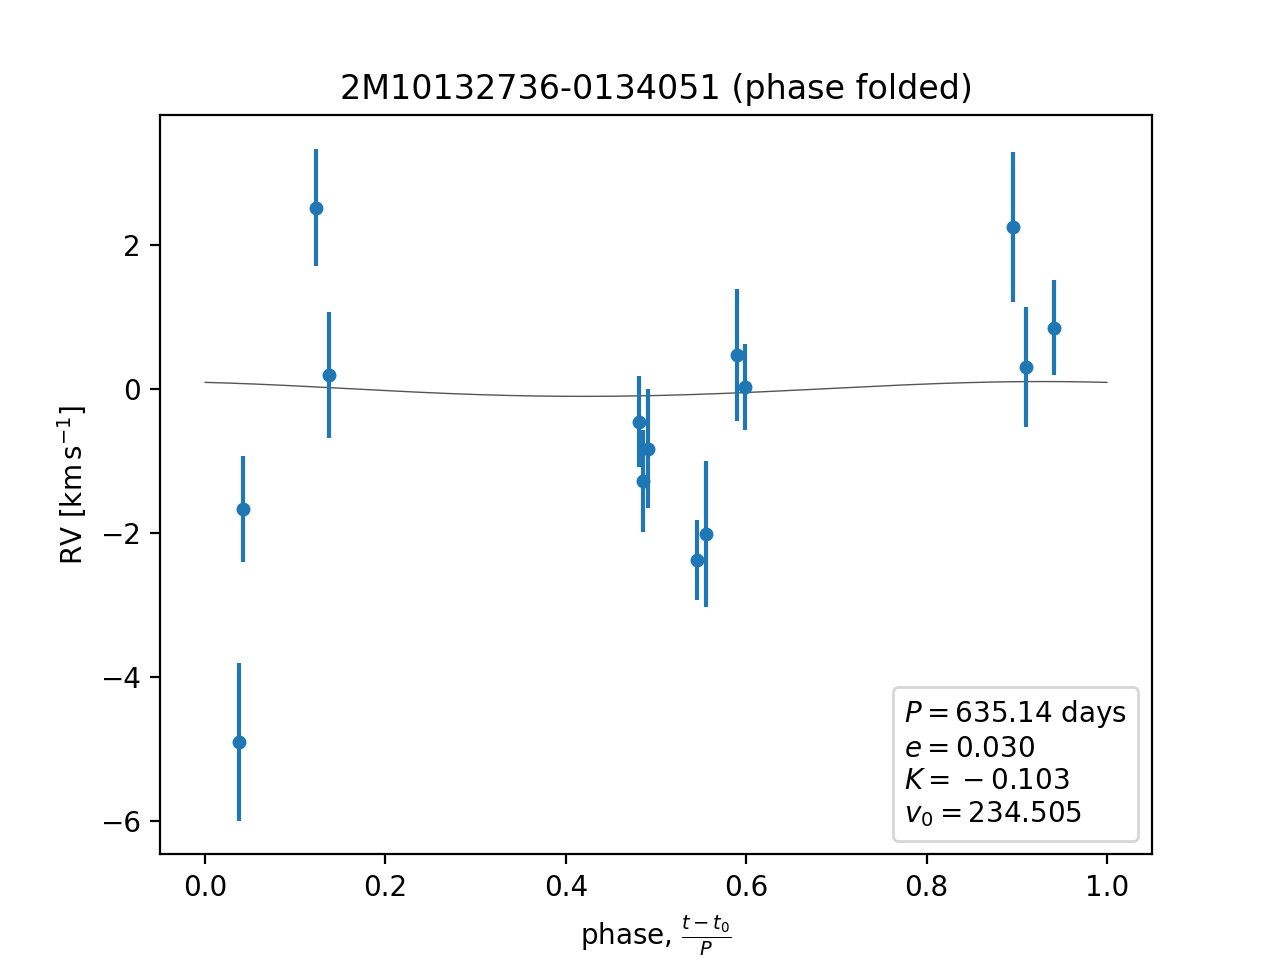 2M10132736-0134051 (phase folded)
RV [km s⁻¹]
2
0
−2
−4
−6
P = 635.14 days
e = 0.030
K = −0.103
v₀ = 234.505
0.0 0.2 0.4 0.6 0.8 1.0
phase, (t − t₀)/P